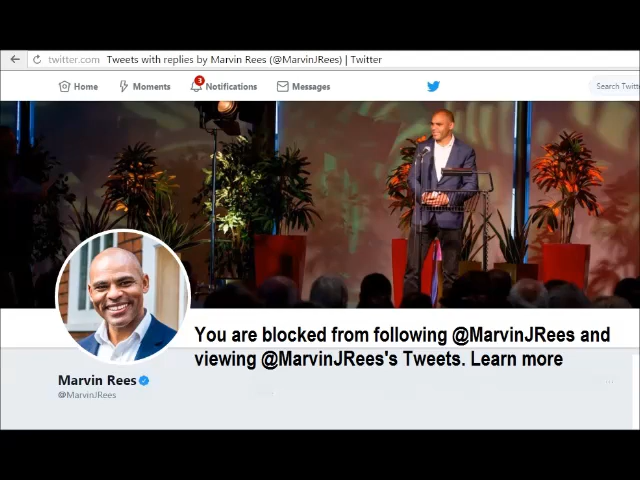 twitter.com Tweets with replies by Marvin Rees (@MarvinJRees) | Twitter
Home Moments 3 Notifications Messages Search Twitt
You are blocked from following @MarvinJRees and
viewing @MarvinJRees's Tweets. Learn more
Marvin Rees
@MarvinJRees